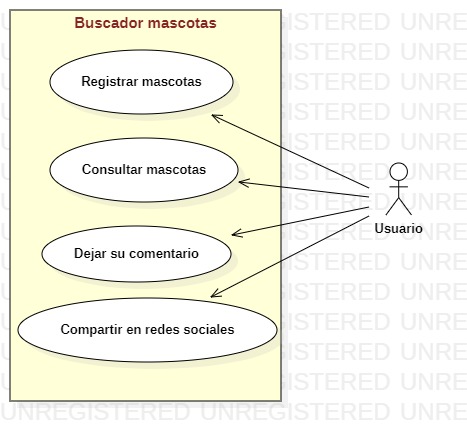 Buscador mascotas
Registrar mascotas
Consultar mascotas
Dejar su comentario
Compartir en redes sociales
Usuario
UNREGISTERED UNREGISTERED UNRE